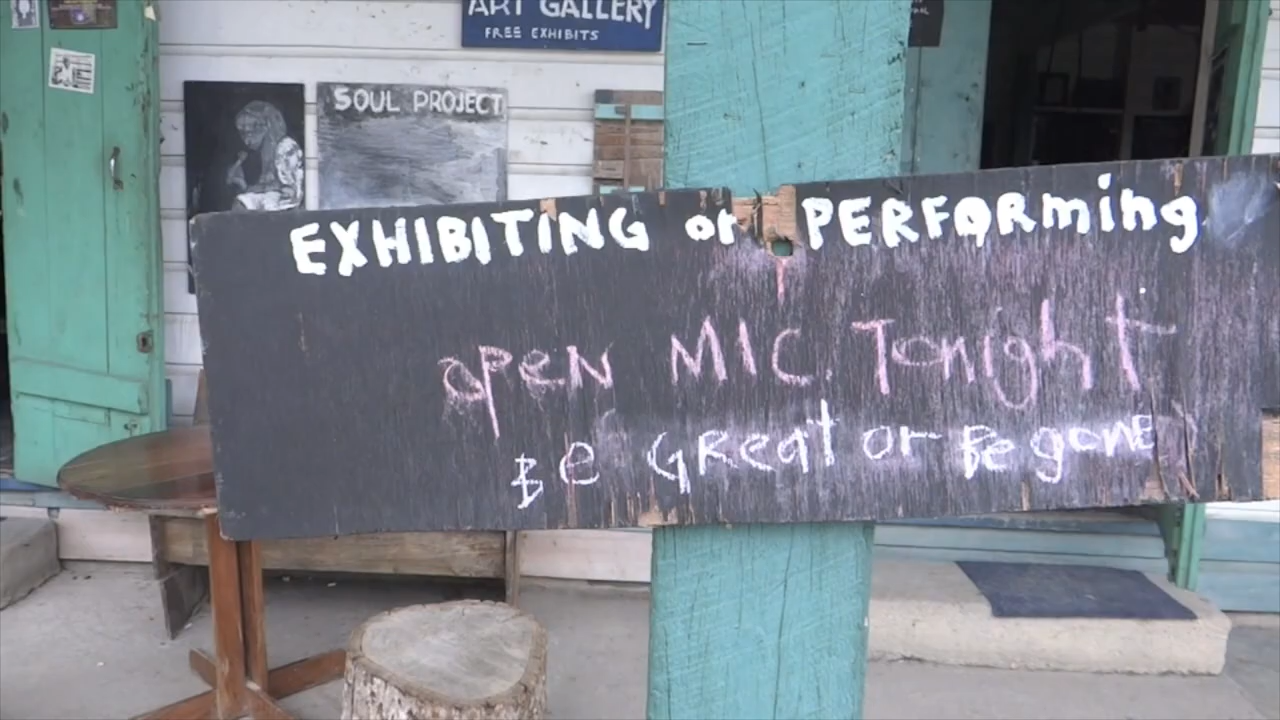 ART GALLERY
FREE EXHIBITS
SOUL PROJECT
EXHIBITING or PERFORming
open MIC. Tonight
Be Great or Be gone